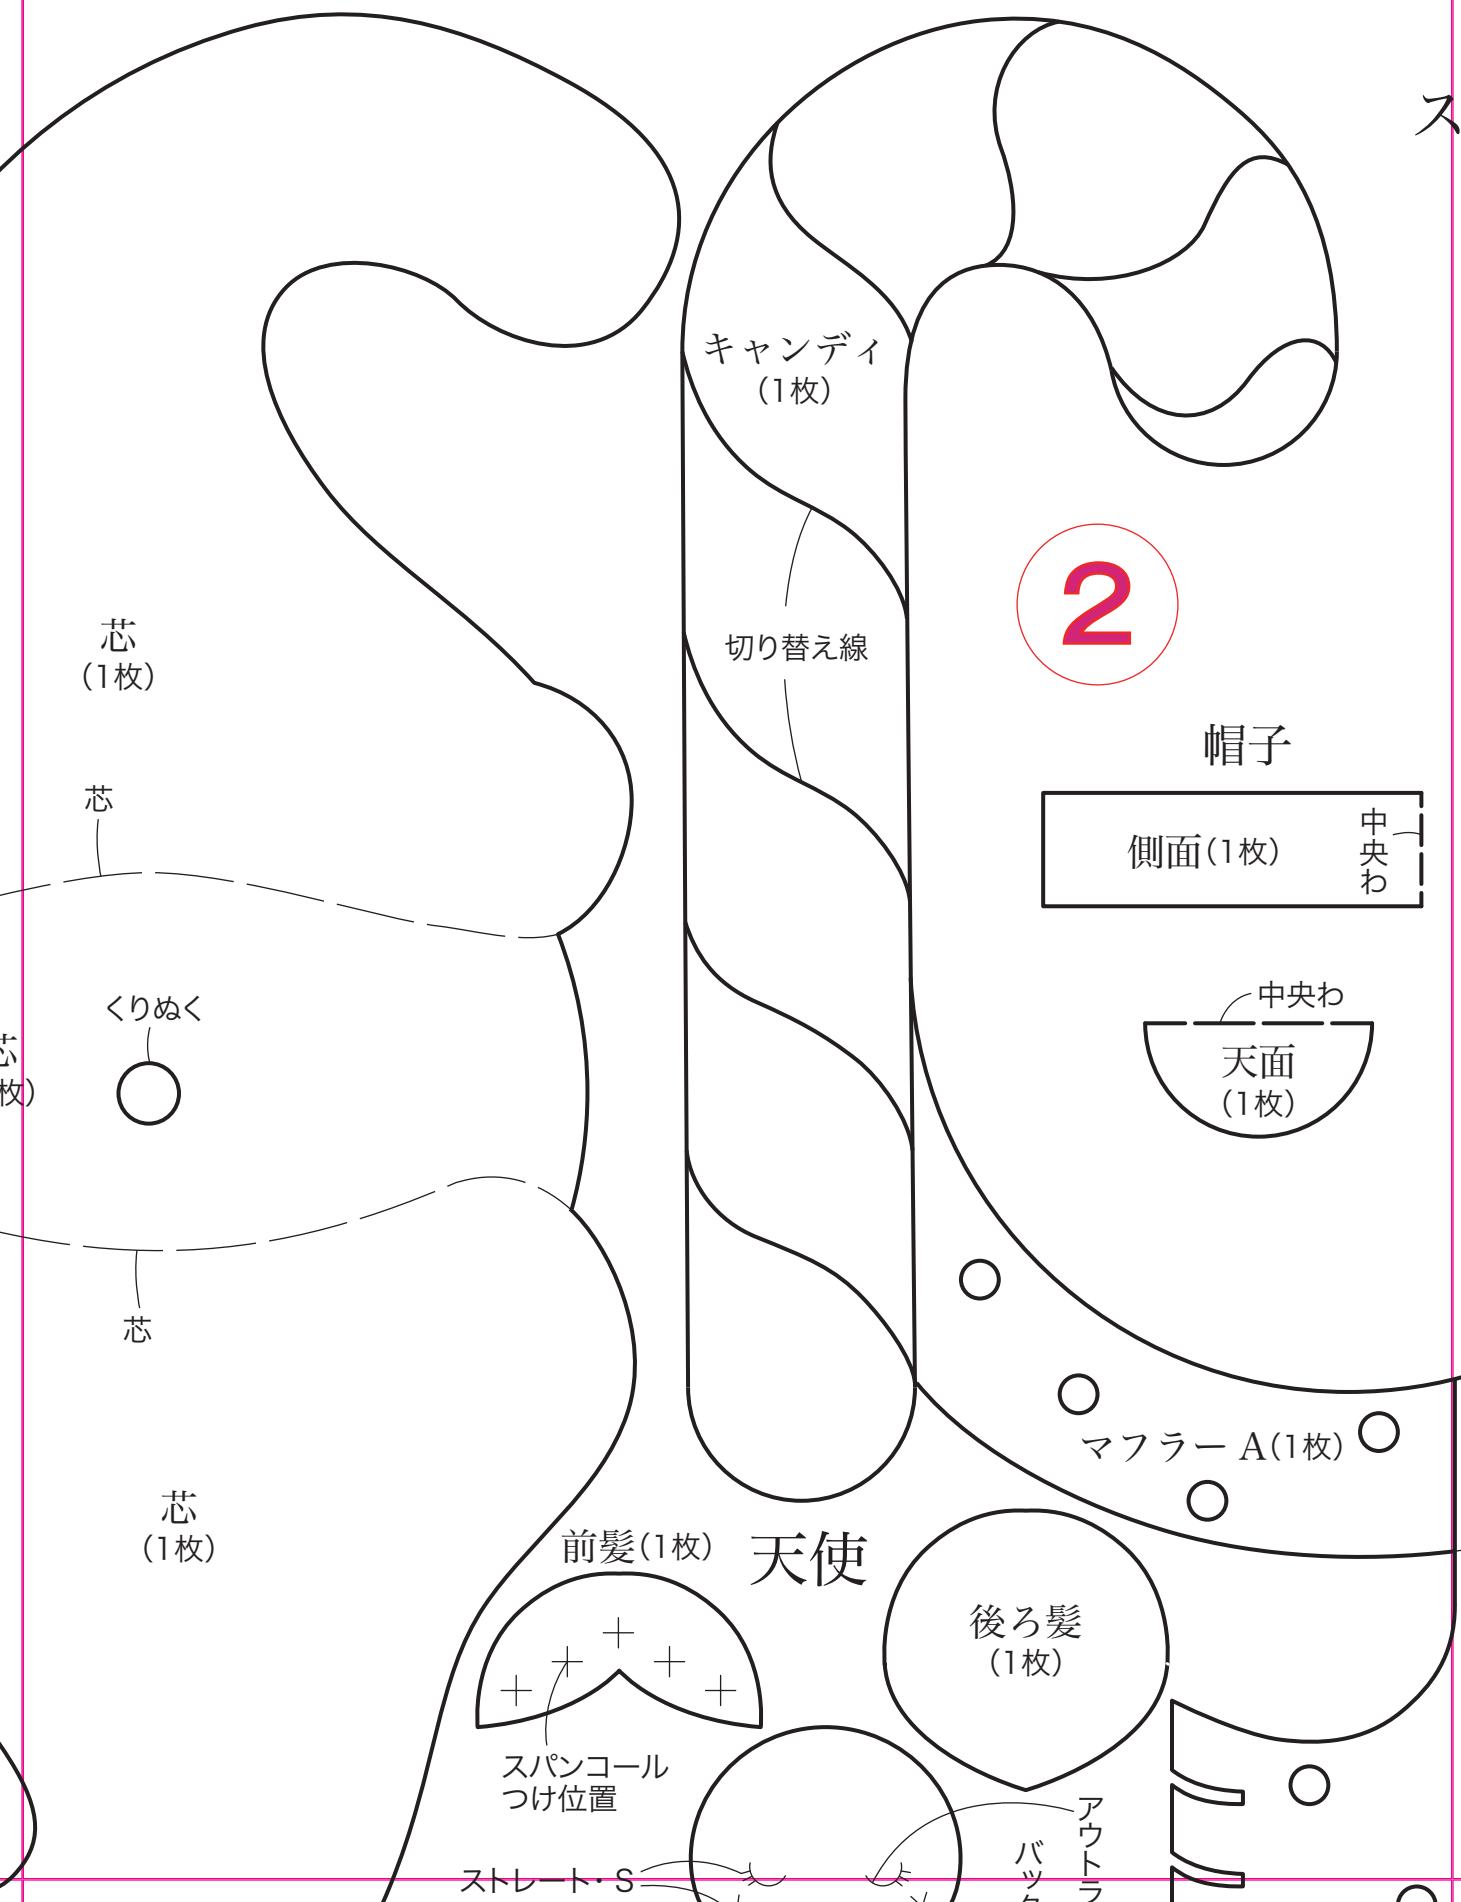 ス
キャンディ
（1枚）
②
切り替え線
芯
（1枚）
帽子
側面（1枚）
中央わ
芯
くりぬく
中央わ
天面
（1枚）
芯
枚）
芯
マフラー A（1枚）
芯
（1枚）
前髪（1枚）
天使
後ろ髪
（1枚）
スパンコール
つけ位置
ストレート・S
アウトラ
バック